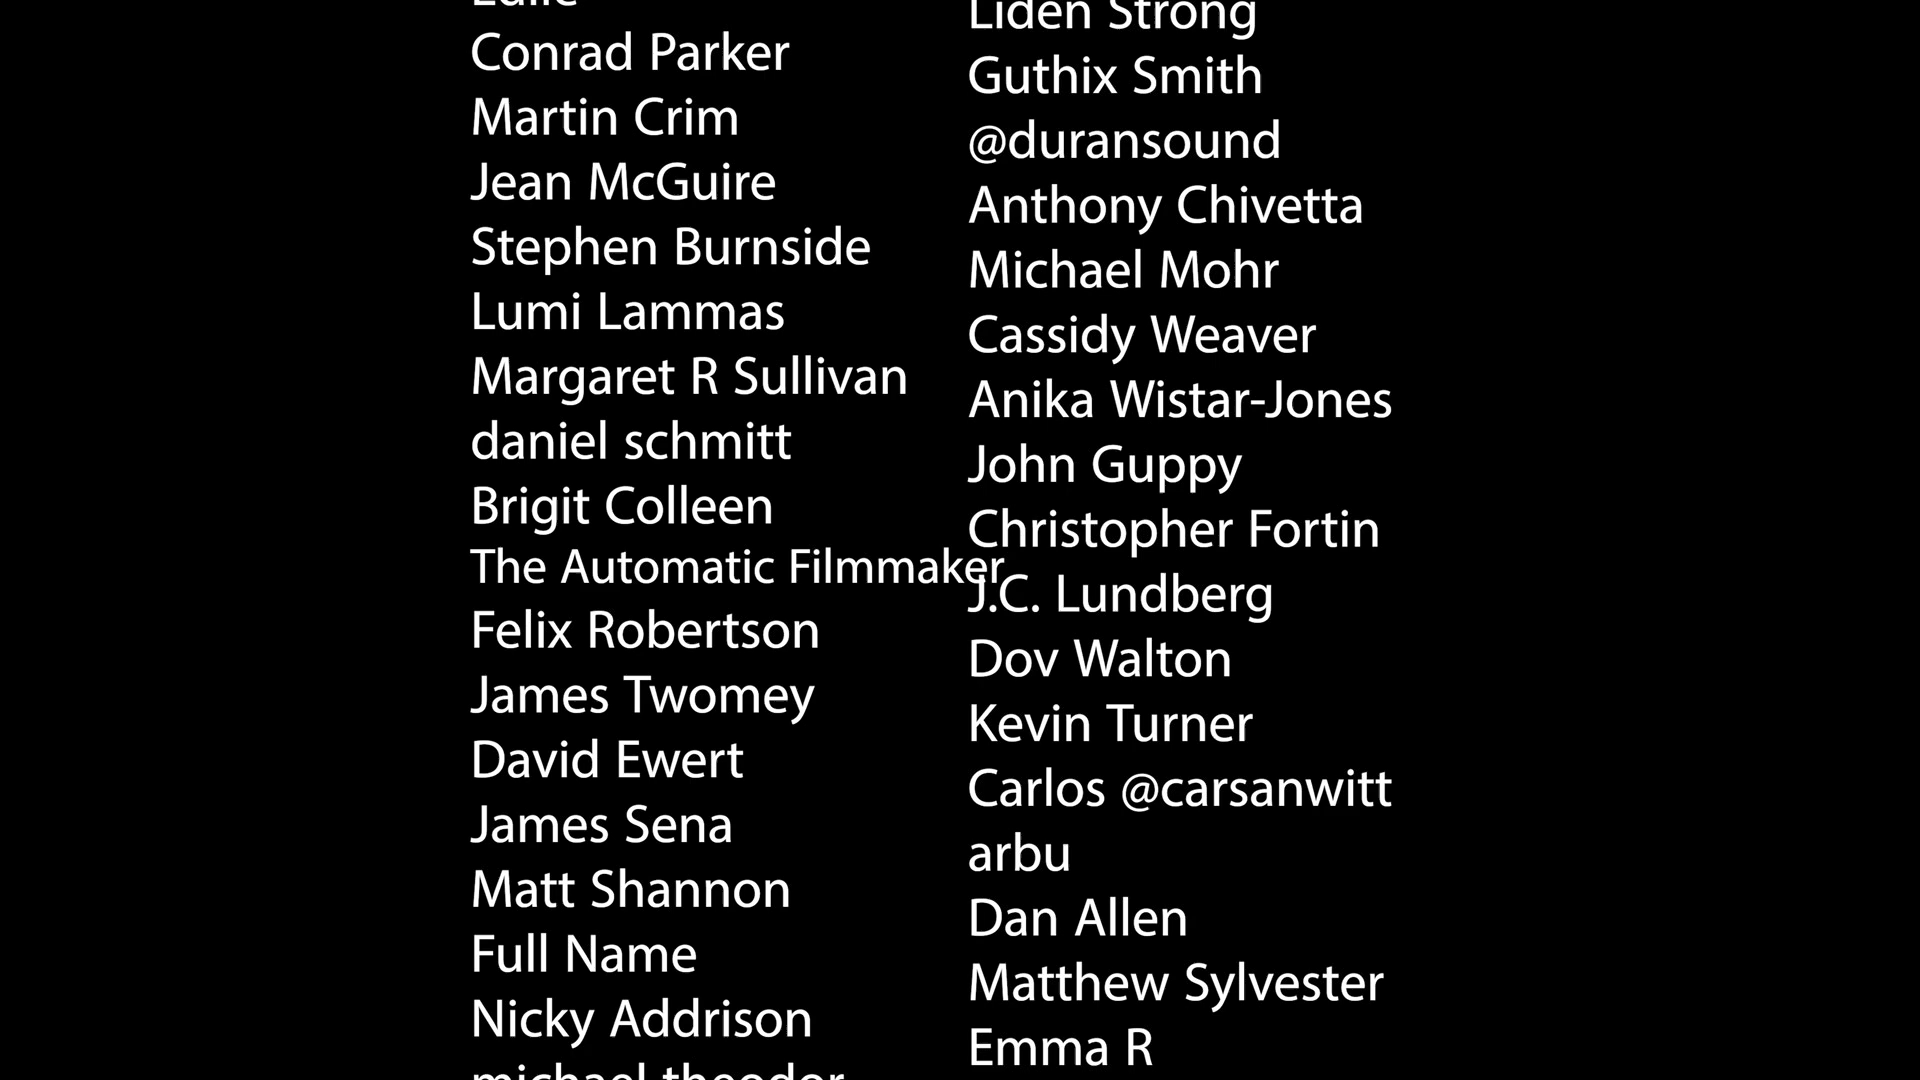 Conrad Parker
Martin Crim
Jean McGuire
Stephen Burnside
Lumi Lammas
Margaret R Sullivan
daniel schmitt
Brigit Colleen
The Automatic Filmmaker
Felix Robertson
James Twomey
David Ewert
James Sena
Matt Shannon
Full Name
Nicky Addrison
michael theodor
Liden Strong
Guthix Smith
@duransound
Anthony Chivetta
Michael Mohr
Cassidy Weaver
Anika Wistar-Jones
John Guppy
Christopher Fortin
J.C. Lundberg
Dov Walton
Kevin Turner
Carlos @carsanwitt
arbu
Dan Allen
Matthew Sylvester
Emma R